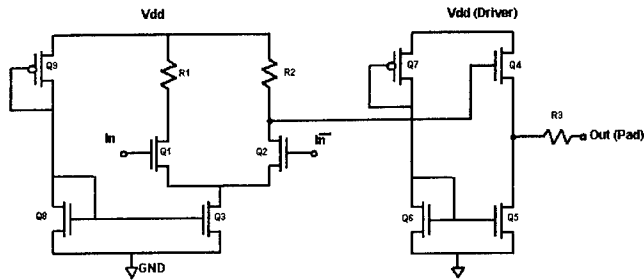 Vdd
Vdd (Driver)
Q9
R1
R2
Q7
Q4
R3
In
Q1
Q2
In
Out (Pad)
Q8
Q3
Q6
Q5
GND